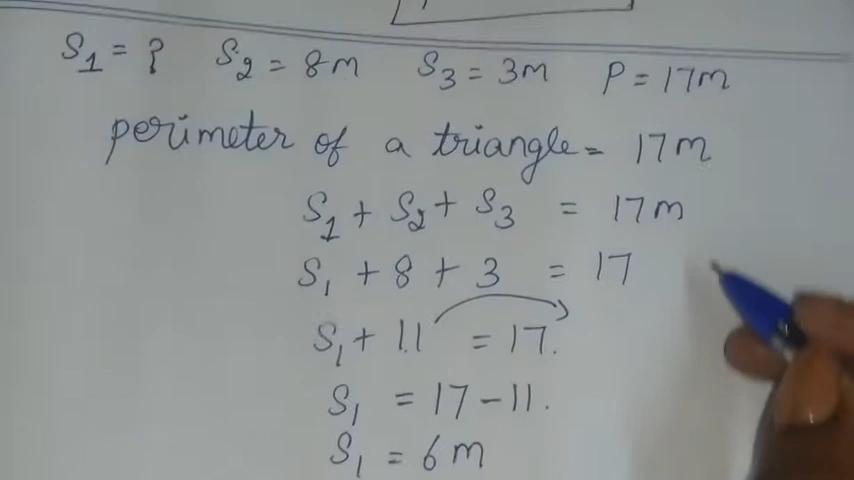 S1 = ? S2 = 8m S3 = 3m P = 17m
perimeter of a triangle = 17m
S1 + S2 + S3 = 17m
S1 + 8 + 3 = 17
S1 + 11 = 17.
S1 = 17 - 11.
S1 = 6m